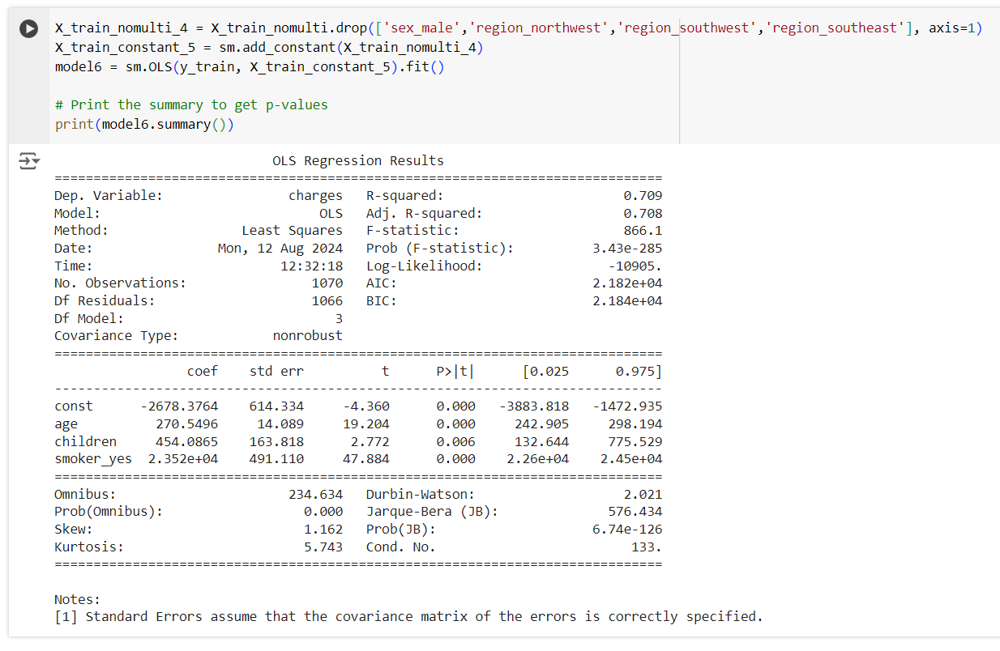 X_train_nomulti_4 = X_train_nomulti.drop(['sex_male','region_northwest','region_southwest','region_southeast'], axis=1)
X_train_constant_5 = sm.add_constant(X_train_nomulti_4)
model6 = sm.OLS(y_train, X_train_constant_5).fit()
# Print the summary to get p-values
print(model6.summary())
OLS Regression Results
==============================================================================
Dep. Variable:                charges   R-squared:                       0.709
Model:                            OLS   Adj. R-squared:                  0.708
Method:                 Least Squares   F-statistic:                     866.1
Date:                Mon, 12 Aug 2024   Prob (F-statistic):          3.43e-285
Time:                        12:32:18   Log-Likelihood:                -10905.
No. Observations:                1070   AIC:                         2.182e+04
Df Residuals:                    1066   BIC:                         2.184e+04
Df Model:                           3
Covariance Type:            nonrobust
==============================================================================
                 coef    std err          t      P>|t|      [0.025      0.975]
------------------------------------------------------------------------------
const      -2678.3764    614.334     -4.360      0.000   -3883.818   -1472.935
age          270.5496     14.089     19.204      0.000     242.905     298.194
children     454.0865    163.818      2.772      0.006     132.644     775.529
smoker_yes  2.352e+04    491.110     47.884      0.000    2.26e+04    2.45e+04
==============================================================================
Omnibus:                      234.634   Durbin-Watson:                   2.021
Prob(Omnibus):                  0.000   Jarque-Bera (JB):              576.434
Skew:                           1.162   Prob(JB):                    6.74e-126
Kurtosis:                       5.743   Cond. No.                         133.
==============================================================================
Notes:
[1] Standard Errors assume that the covariance matrix of the errors is correctly specified.